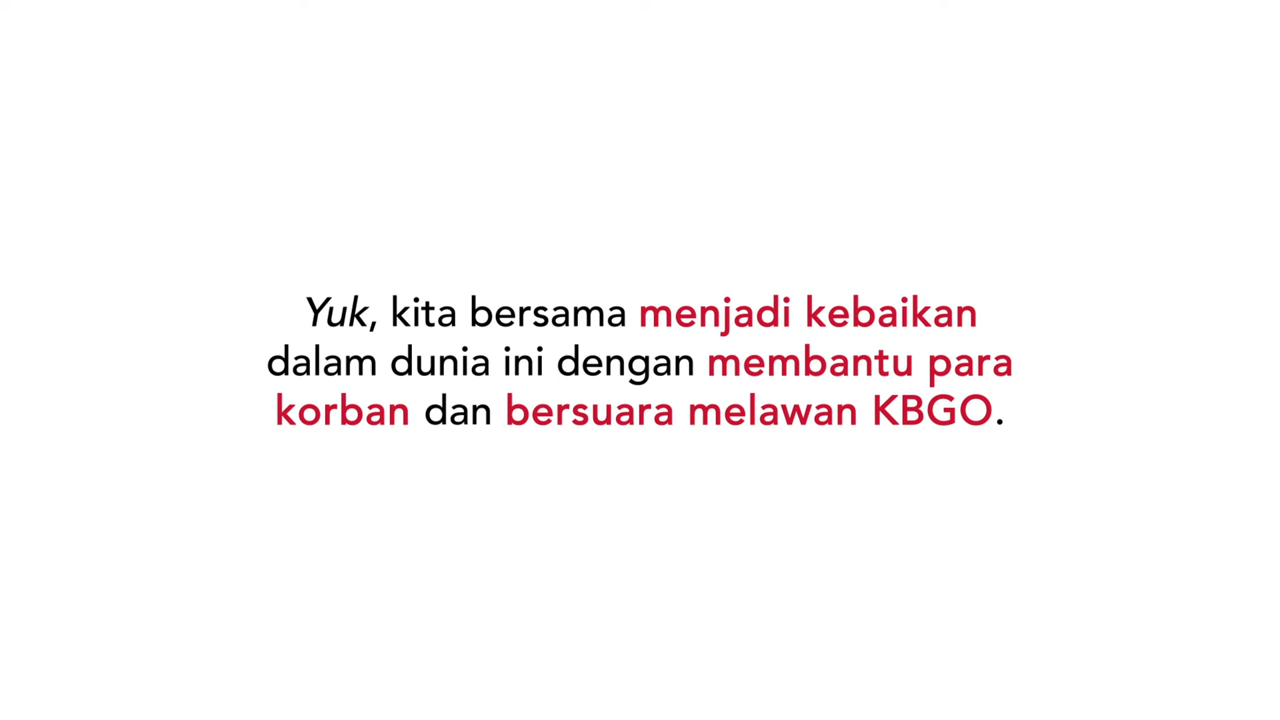 Yuk, kita bersama menjadi kebaikan
dalam dunia ini dengan membantu para
korban dan bersuara melawan KBGO.